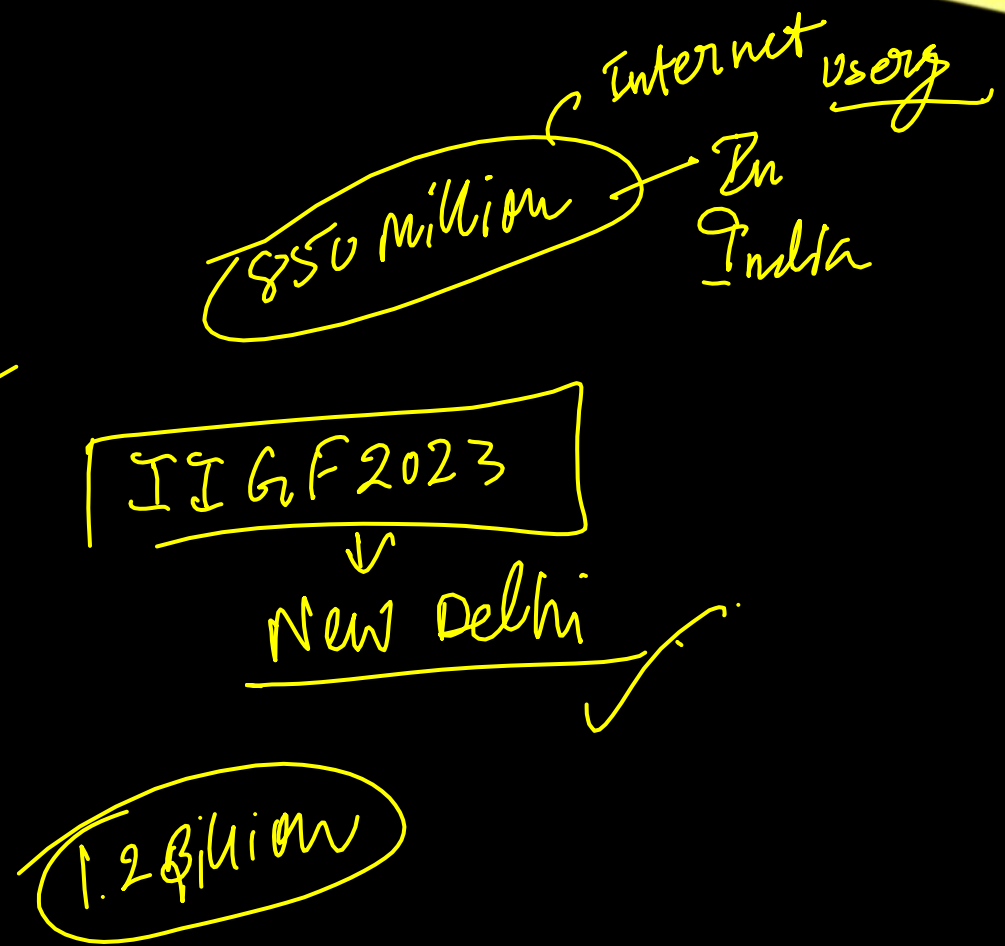 Internet users
850 Million
In
India
IIGF2023
New Delhi
1.2 Billion